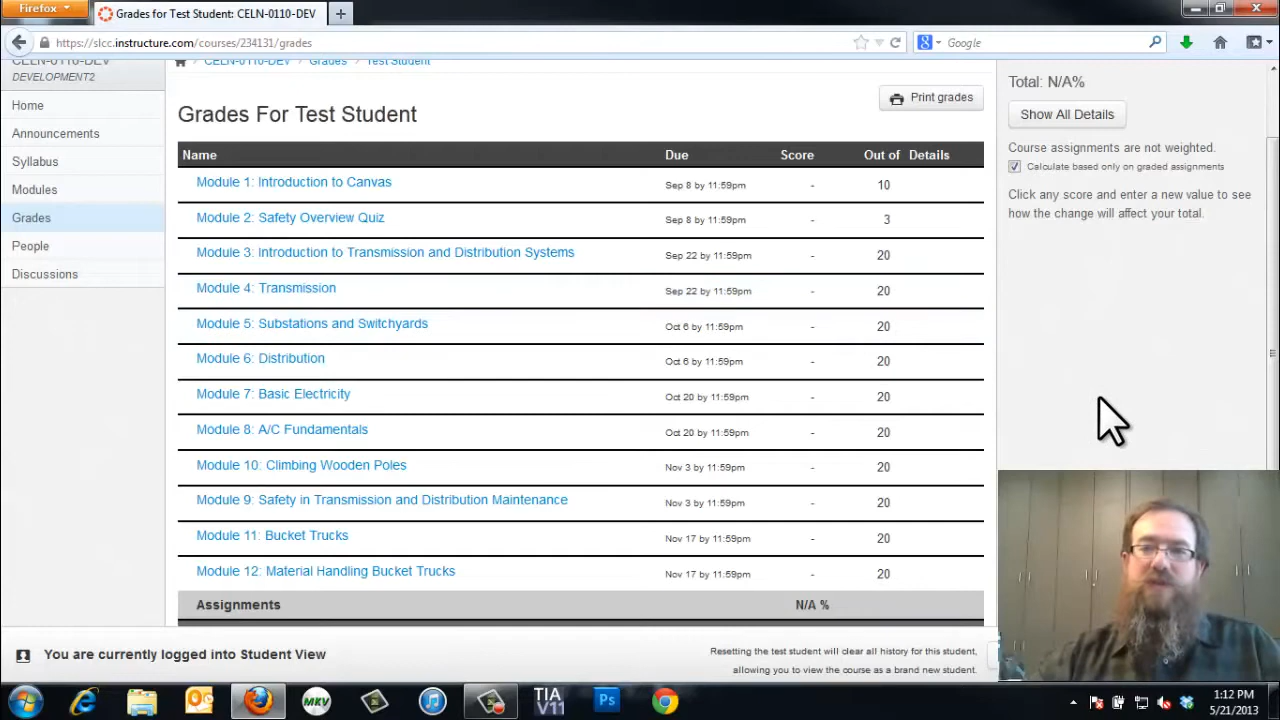 Firefox
Grades for Test Student: CELN-0110-DEV
https://slcc.instructure.com/courses/234131/grades
Google
CELN-0110-DEV
DEVELOPMENT2
Home
Announcements
Syllabus
Modules
Grades
People
Discussions
CELN-0110-DEV Grades Test Student
Grades For Test Student
Print grades
Name Due Score Out of Details
Module 1: Introduction to Canvas Sep 8 by 11:59pm - 10
Module 2: Safety Overview Quiz Sep 8 by 11:59pm - 3
Module 3: Introduction to Transmission and Distribution Systems Sep 22 by 11:59pm - 20
Module 4: Transmission Sep 22 by 11:59pm - 20
Module 5: Substations and Switchyards Oct 6 by 11:59pm - 20
Module 6: Distribution Oct 6 by 11:59pm - 20
Module 7: Basic Electricity Oct 20 by 11:59pm - 20
Module 8: A/C Fundamentals Oct 20 by 11:59pm - 20
Module 10: Climbing Wooden Poles Nov 3 by 11:59pm - 20
Module 9: Safety in Transmission and Distribution Maintenance Nov 3 by 11:59pm - 20
Module 11: Bucket Trucks Nov 17 by 11:59pm - 20
Module 12: Material Handling Bucket Trucks Nov 17 by 11:59pm - 20
Assignments N/A %
Total: N/A%
Show All Details
Course assignments are not weighted.
Calculate based only on graded assignments
Click any score and enter a new value to see
how the change will affect your total.
You are currently logged into Student View
Resetting the test student will clear all history for this student,
allowing you to view the course as a brand new student.
MKV
TIA
V11
Ps
1:12 PM
5/21/2013